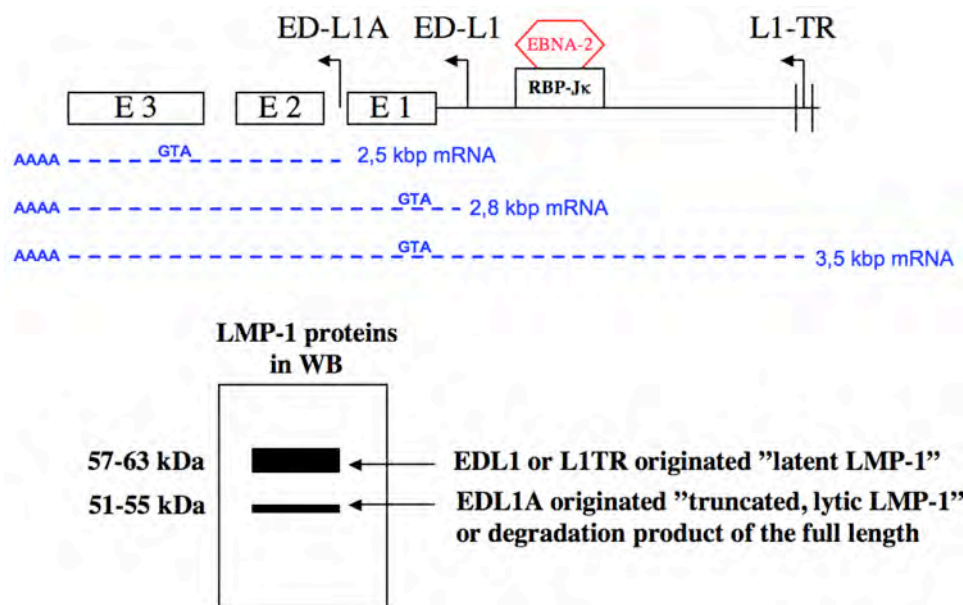 ED-L1A ED-L1 L1-TR
EBNA-2
RBP-Jκ
E 3 E 2 E 1
GTA
AAAA 2,5 kbp mRNA
GTA
AAAA 2,8 kbp mRNA
GTA
AAAA 3,5 kbp mRNA
LMP-1 proteins
in WB
57-63 kDa EDL1 or L1TR originated ”latent LMP-1”
51-55 kDa EDL1A originated ”truncated, lytic LMP-1”
or degradation product of the full length